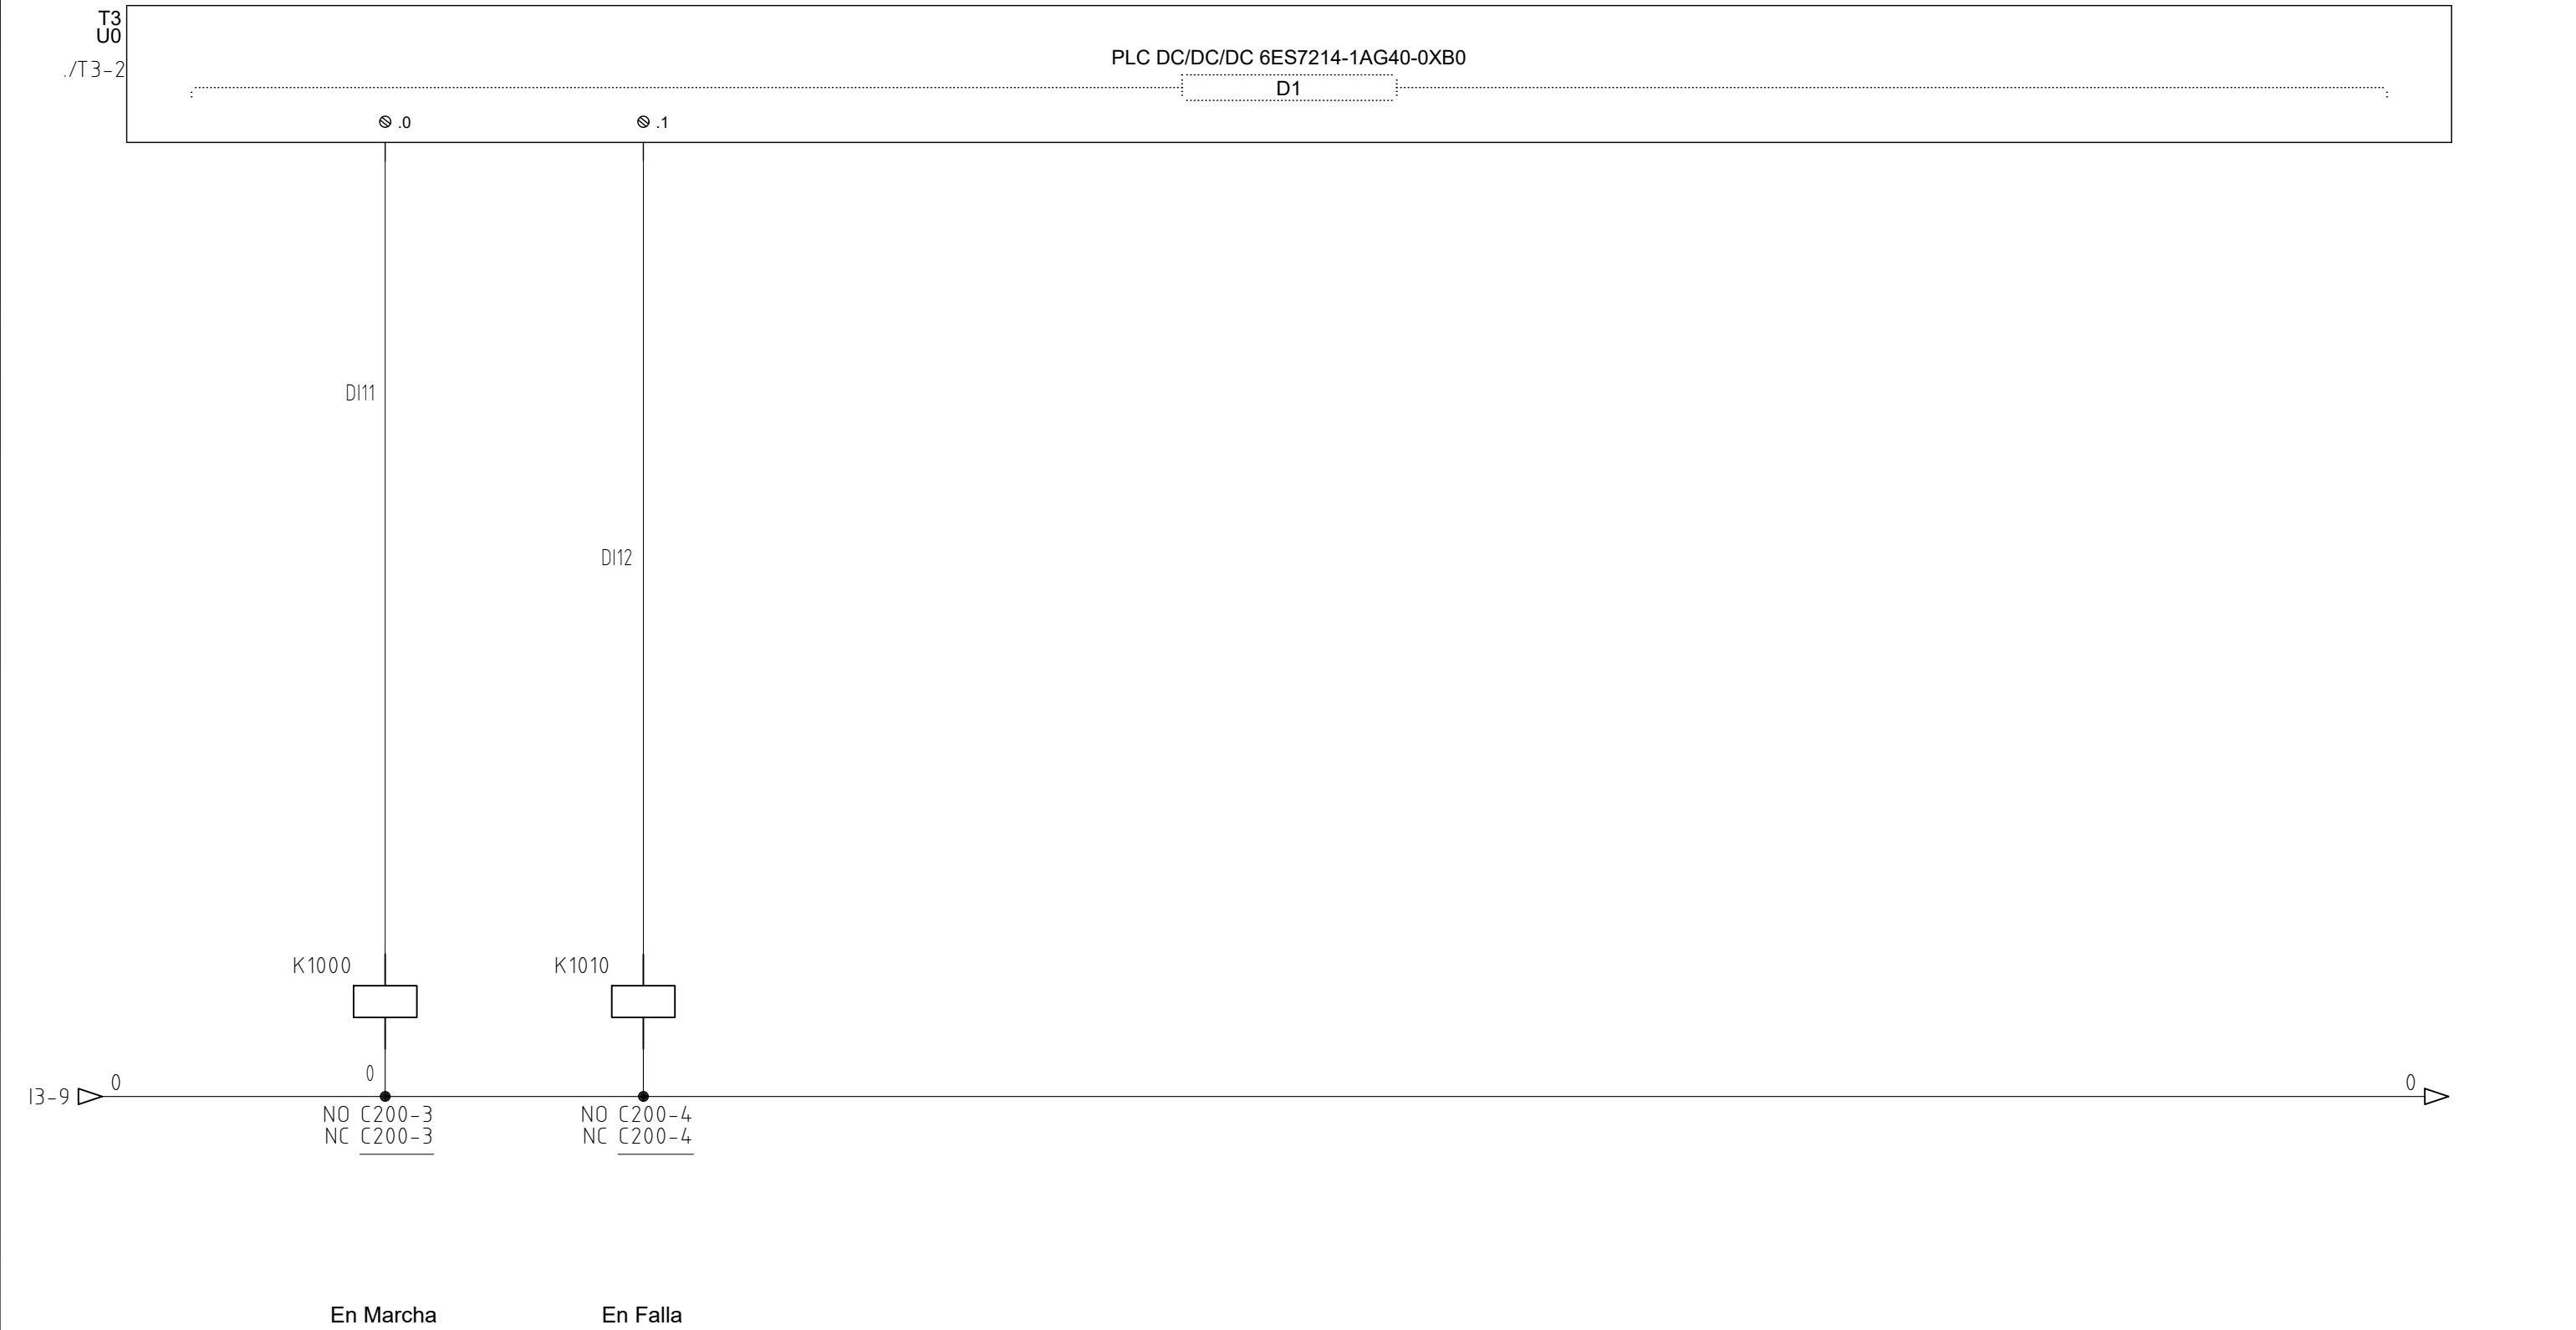 T3
U0
./T3-2
PLC DC/DC/DC 6ES7214-1AG40-0XB0
D1
.0
.1
DI11
DI12
K1000
K1010
0
0
0
I3-9
NO C200-3
NC C200-3
NO C200-4
NC C200-4
En Marcha
En Falla